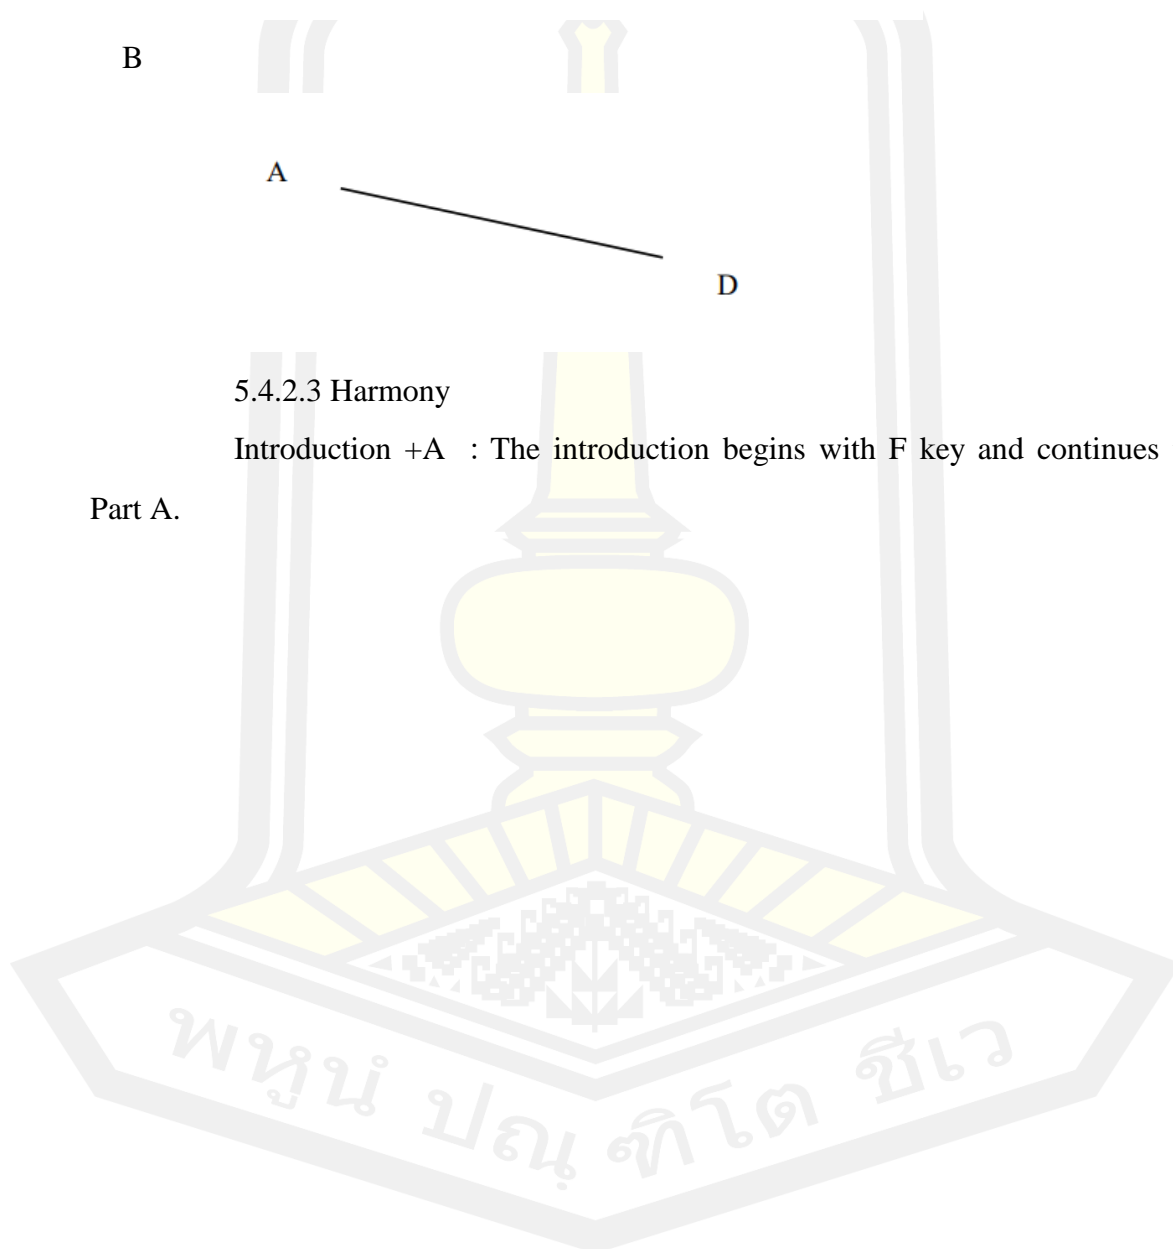 B
A
D
5.4.2.3 Harmony
Introduction +A : The introduction begins with F key and continues
Part A.
พหูนํ ปณฺฑิโต ชีเว